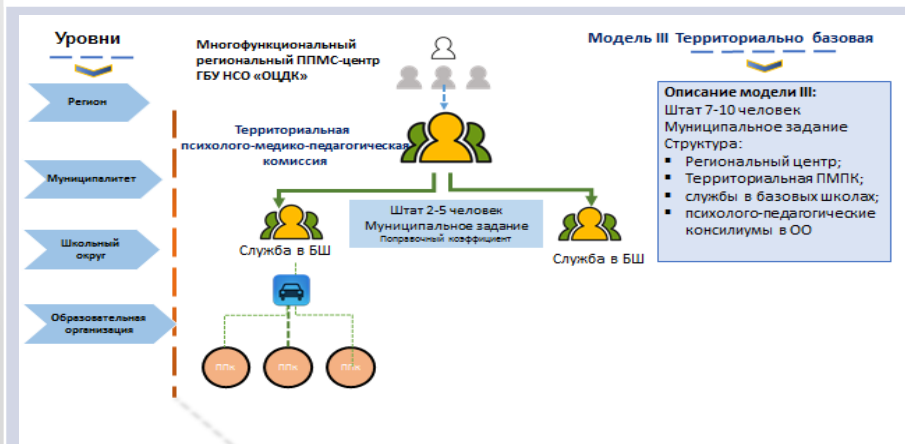 Уровни
Регион
Муниципалитет
Школьный
округ
Образовательная
организация
Многофункциональный
региональный ППМС-центр
ГБУ НСО «ОЦДК»
Территориальная
психолого-медико-педагогическая
комиссия
Штат 2-5 человек
Муниципальное задание
Поправочный коэффициент
Служба в БШ
Служба в БШ
ППк
ППк
ППк
Модель III Территориально базовая
Описание модели III:
Штат 7-10 человек
Муниципальное задание
Структура:
▪ Региональный центр;
▪ Территориальная ПМПК;
▪ службы в базовых школах;
▪ психолого-педагогические
консилиумы в ОО